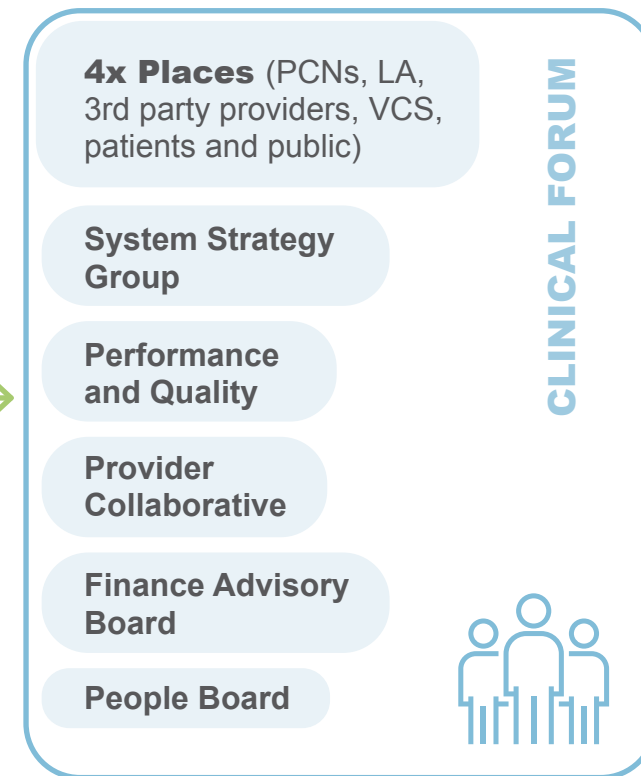 4x Places (PCNs, LA,
3rd party providers, VCS,
patients and public)
System Strategy
Group
Performance
and Quality
Provider
Collaborative
Finance Advisory
Board
People Board
CLINICAL FORUM